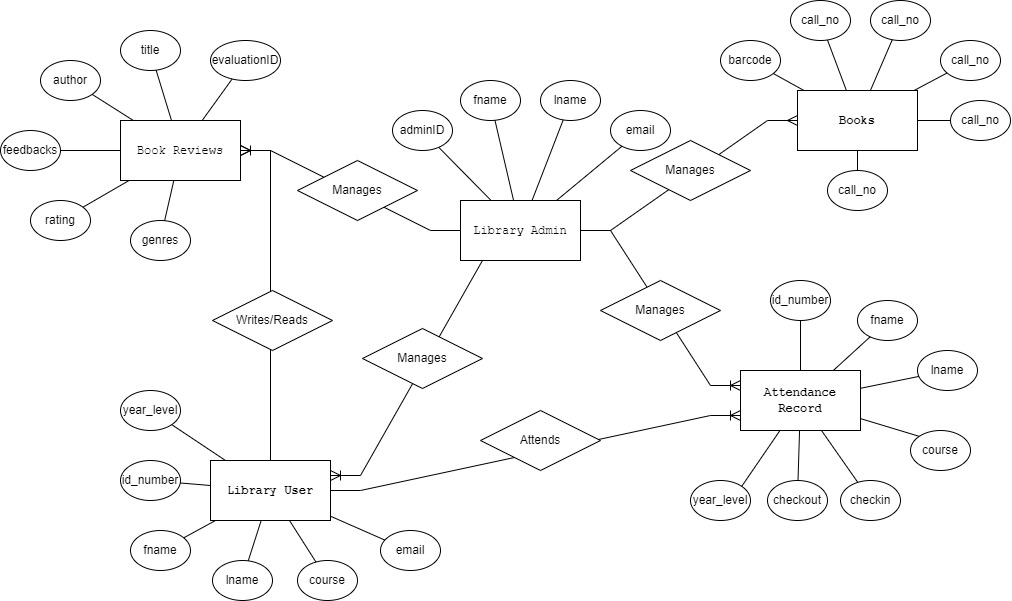 call_no
call_no
title
evaluationID
barcode
call_no
author
fname
lname
call_no
Books
adminID
email
feedbacks
Book Reviews
Manages
Manages
call_no
rating
genres
Library Admin
id_number
Manages
Writes/Reads
fname
Manages
lname
Attendance
Record
year_level
Attends
course
id_number
Library User
year_level
checkout
checkin
fname
email
lname
course